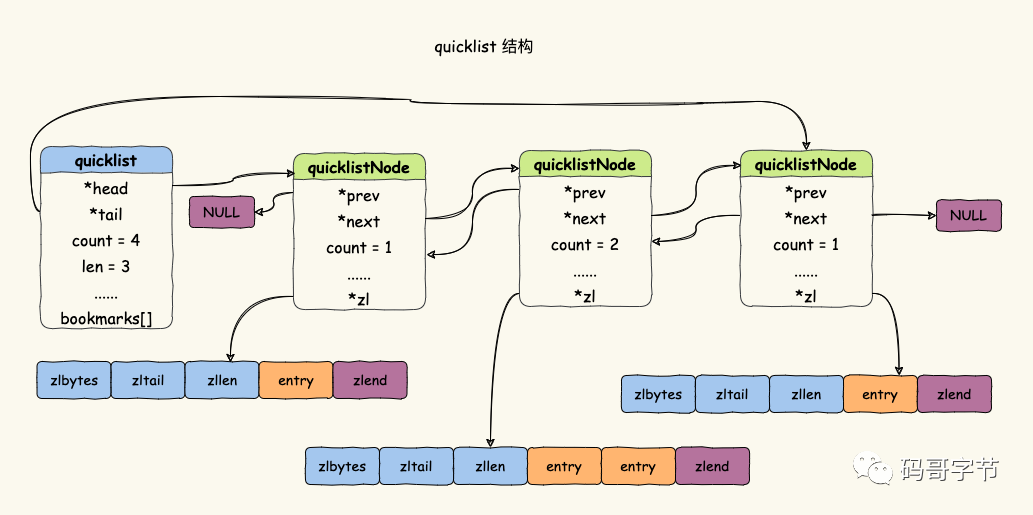 quicklist 结构
quicklist
*head
*tail
count = 4
len = 3
......
bookmarks[]
NULL
quicklistNode
*prev
*next
count = 1
......
*zl
quicklistNode
*prev
*next
count = 2
......
*zl
quicklistNode
*prev
*next
count = 1
......
*zl
NULL
zlbytes zltail zllen entry zlend
zlbytes zltail zllen entry zlend
zlbytes zltail zllen entry entry zlend
码哥字节